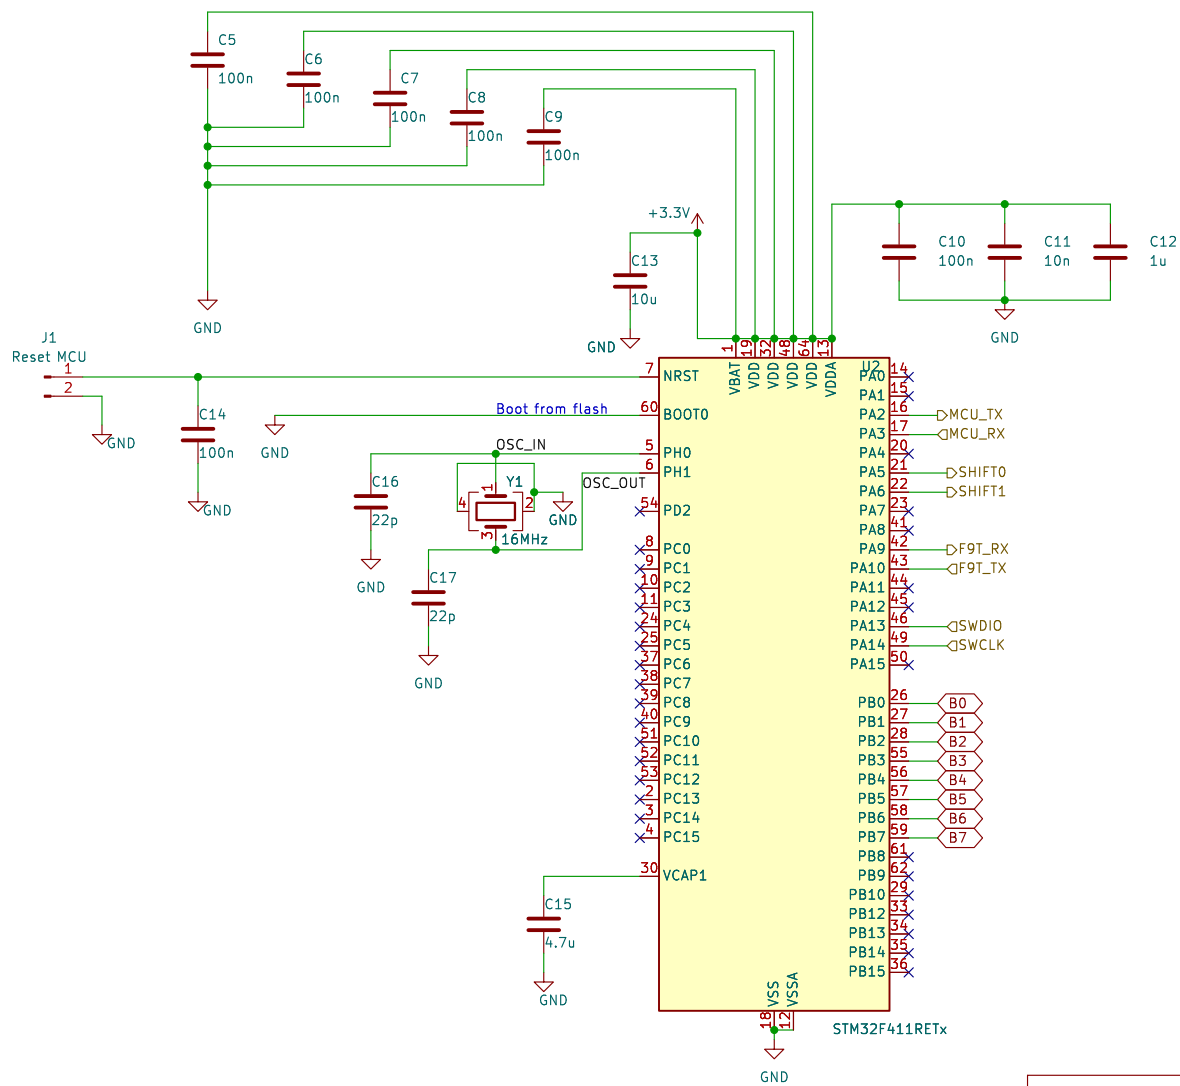 C5
100n
C6
100n
C7
100n
C8
100n
C9
100n
GND
+3.3V
C13
10u
GND
C10
100n
C11
10n
C12
1u
GND
J1
Reset MCU
1
2
GND
C14
100n
GND
Boot from flash
GND
OSC_IN
OSC_OUT
C16
22p
GND
Y1
1
2
3
4
16MHz
GND
C17
22p
GND
C15
4.7u
GND
U2
1 VBAT
19 VDD
32 VDD
48 VDD
64 VDD
13 VDDA
7 NRST
60 BOOT0
5 PH0
6 PH1
54 PD2
8 PC0
9 PC1
10 PC2
11 PC3
24 PC4
25 PC5
37 PC6
38 PC7
39 PC8
40 PC9
51 PC10
52 PC11
53 PC12
2 PC13
3 PC14
4 PC15
30 VCAP1
PA0 14
PA1 15
PA2 16 MCU_TX
PA3 17 MCU_RX
PA4 20
PA5 21 SHIFT0
PA6 22 SHIFT1
PA7 23
PA8 41
PA9 42 F9T_RX
PA10 43 F9T_TX
PA11 44
PA12 45
PA13 46 SWDIO
PA14 49 SWCLK
PA15 50
PB0 26 B0
PB1 27 B1
PB2 28 B2
PB3 55 B3
PB4 56 B4
PB5 57 B5
PB6 58 B6
PB7 59 B7
PB8 61
PB9 62
PB10 29
PB12 33
PB13 34
PB14 35
PB15 36
VSS 18
VSSA 12
STM32F411RETx
GND